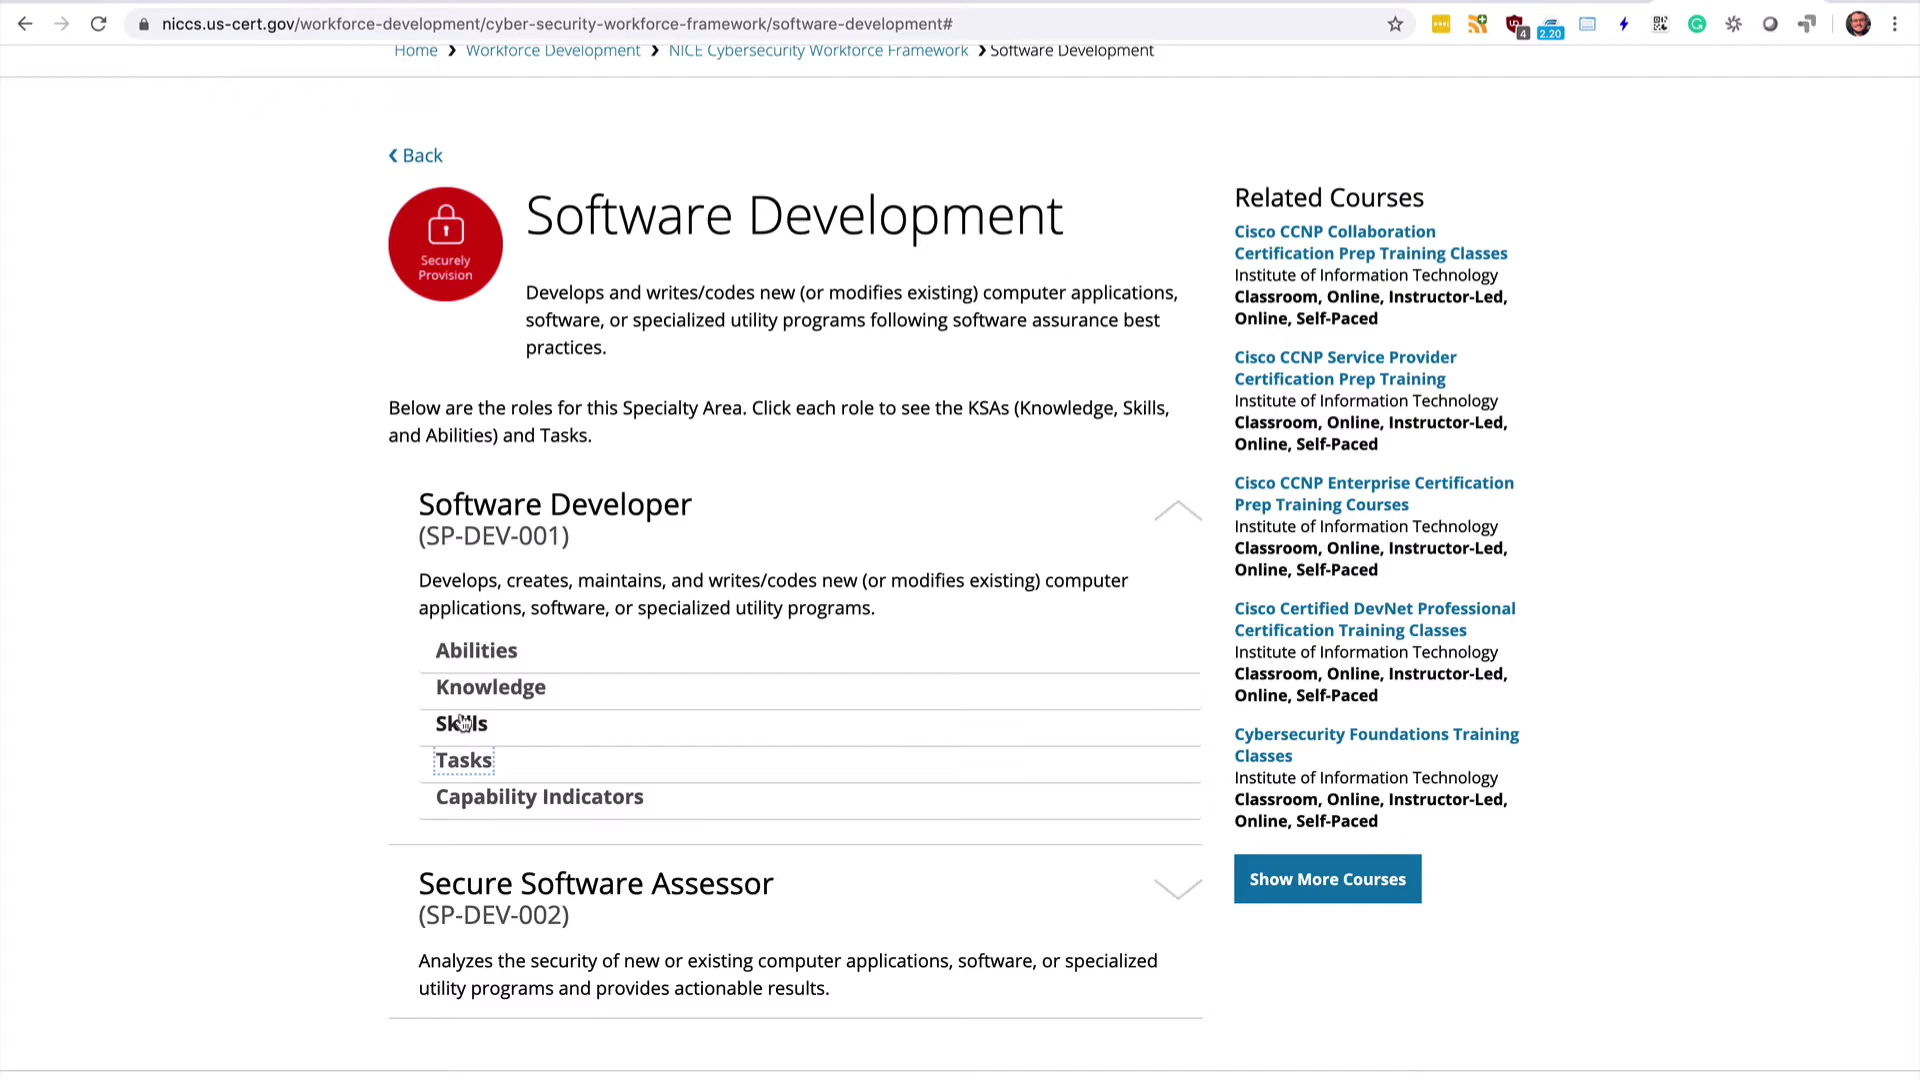 niccs.us-cert.gov/workforce-development/cyber-security-workforce-framework/software-development#
4
2.20
Home
Workforce Development
NICE Cybersecurity Workforce Framework
Software Development
Back
Securely
Provision
Software Development
Develops and writes/codes new (or modifies existing) computer applications,
software, or specialized utility programs following software assurance best
practices.
Below are the roles for this Specialty Area. Click each role to see the KSAs (Knowledge, Skills,
and Abilities) and Tasks.
Software Developer
(SP-DEV-001)
Develops, creates, maintains, and writes/codes new (or modifies existing) computer
applications, software, or specialized utility programs.
Abilities
Knowledge
Skills
Tasks
Capability Indicators
Secure Software Assessor
(SP-DEV-002)
Analyzes the security of new or existing computer applications, software, or specialized
utility programs and provides actionable results.
Related Courses
Cisco CCNP Collaboration
Certification Prep Training Classes
Institute of Information Technology
Classroom, Online, Instructor-Led,
Online, Self-Paced
Cisco CCNP Service Provider
Certification Prep Training
Institute of Information Technology
Classroom, Online, Instructor-Led,
Online, Self-Paced
Cisco CCNP Enterprise Certification
Prep Training Courses
Institute of Information Technology
Classroom, Online, Instructor-Led,
Online, Self-Paced
Cisco Certified DevNet Professional
Certification Training Classes
Institute of Information Technology
Classroom, Online, Instructor-Led,
Online, Self-Paced
Cybersecurity Foundations Training
Classes
Institute of Information Technology
Classroom, Online, Instructor-Led,
Online, Self-Paced
Show More Courses